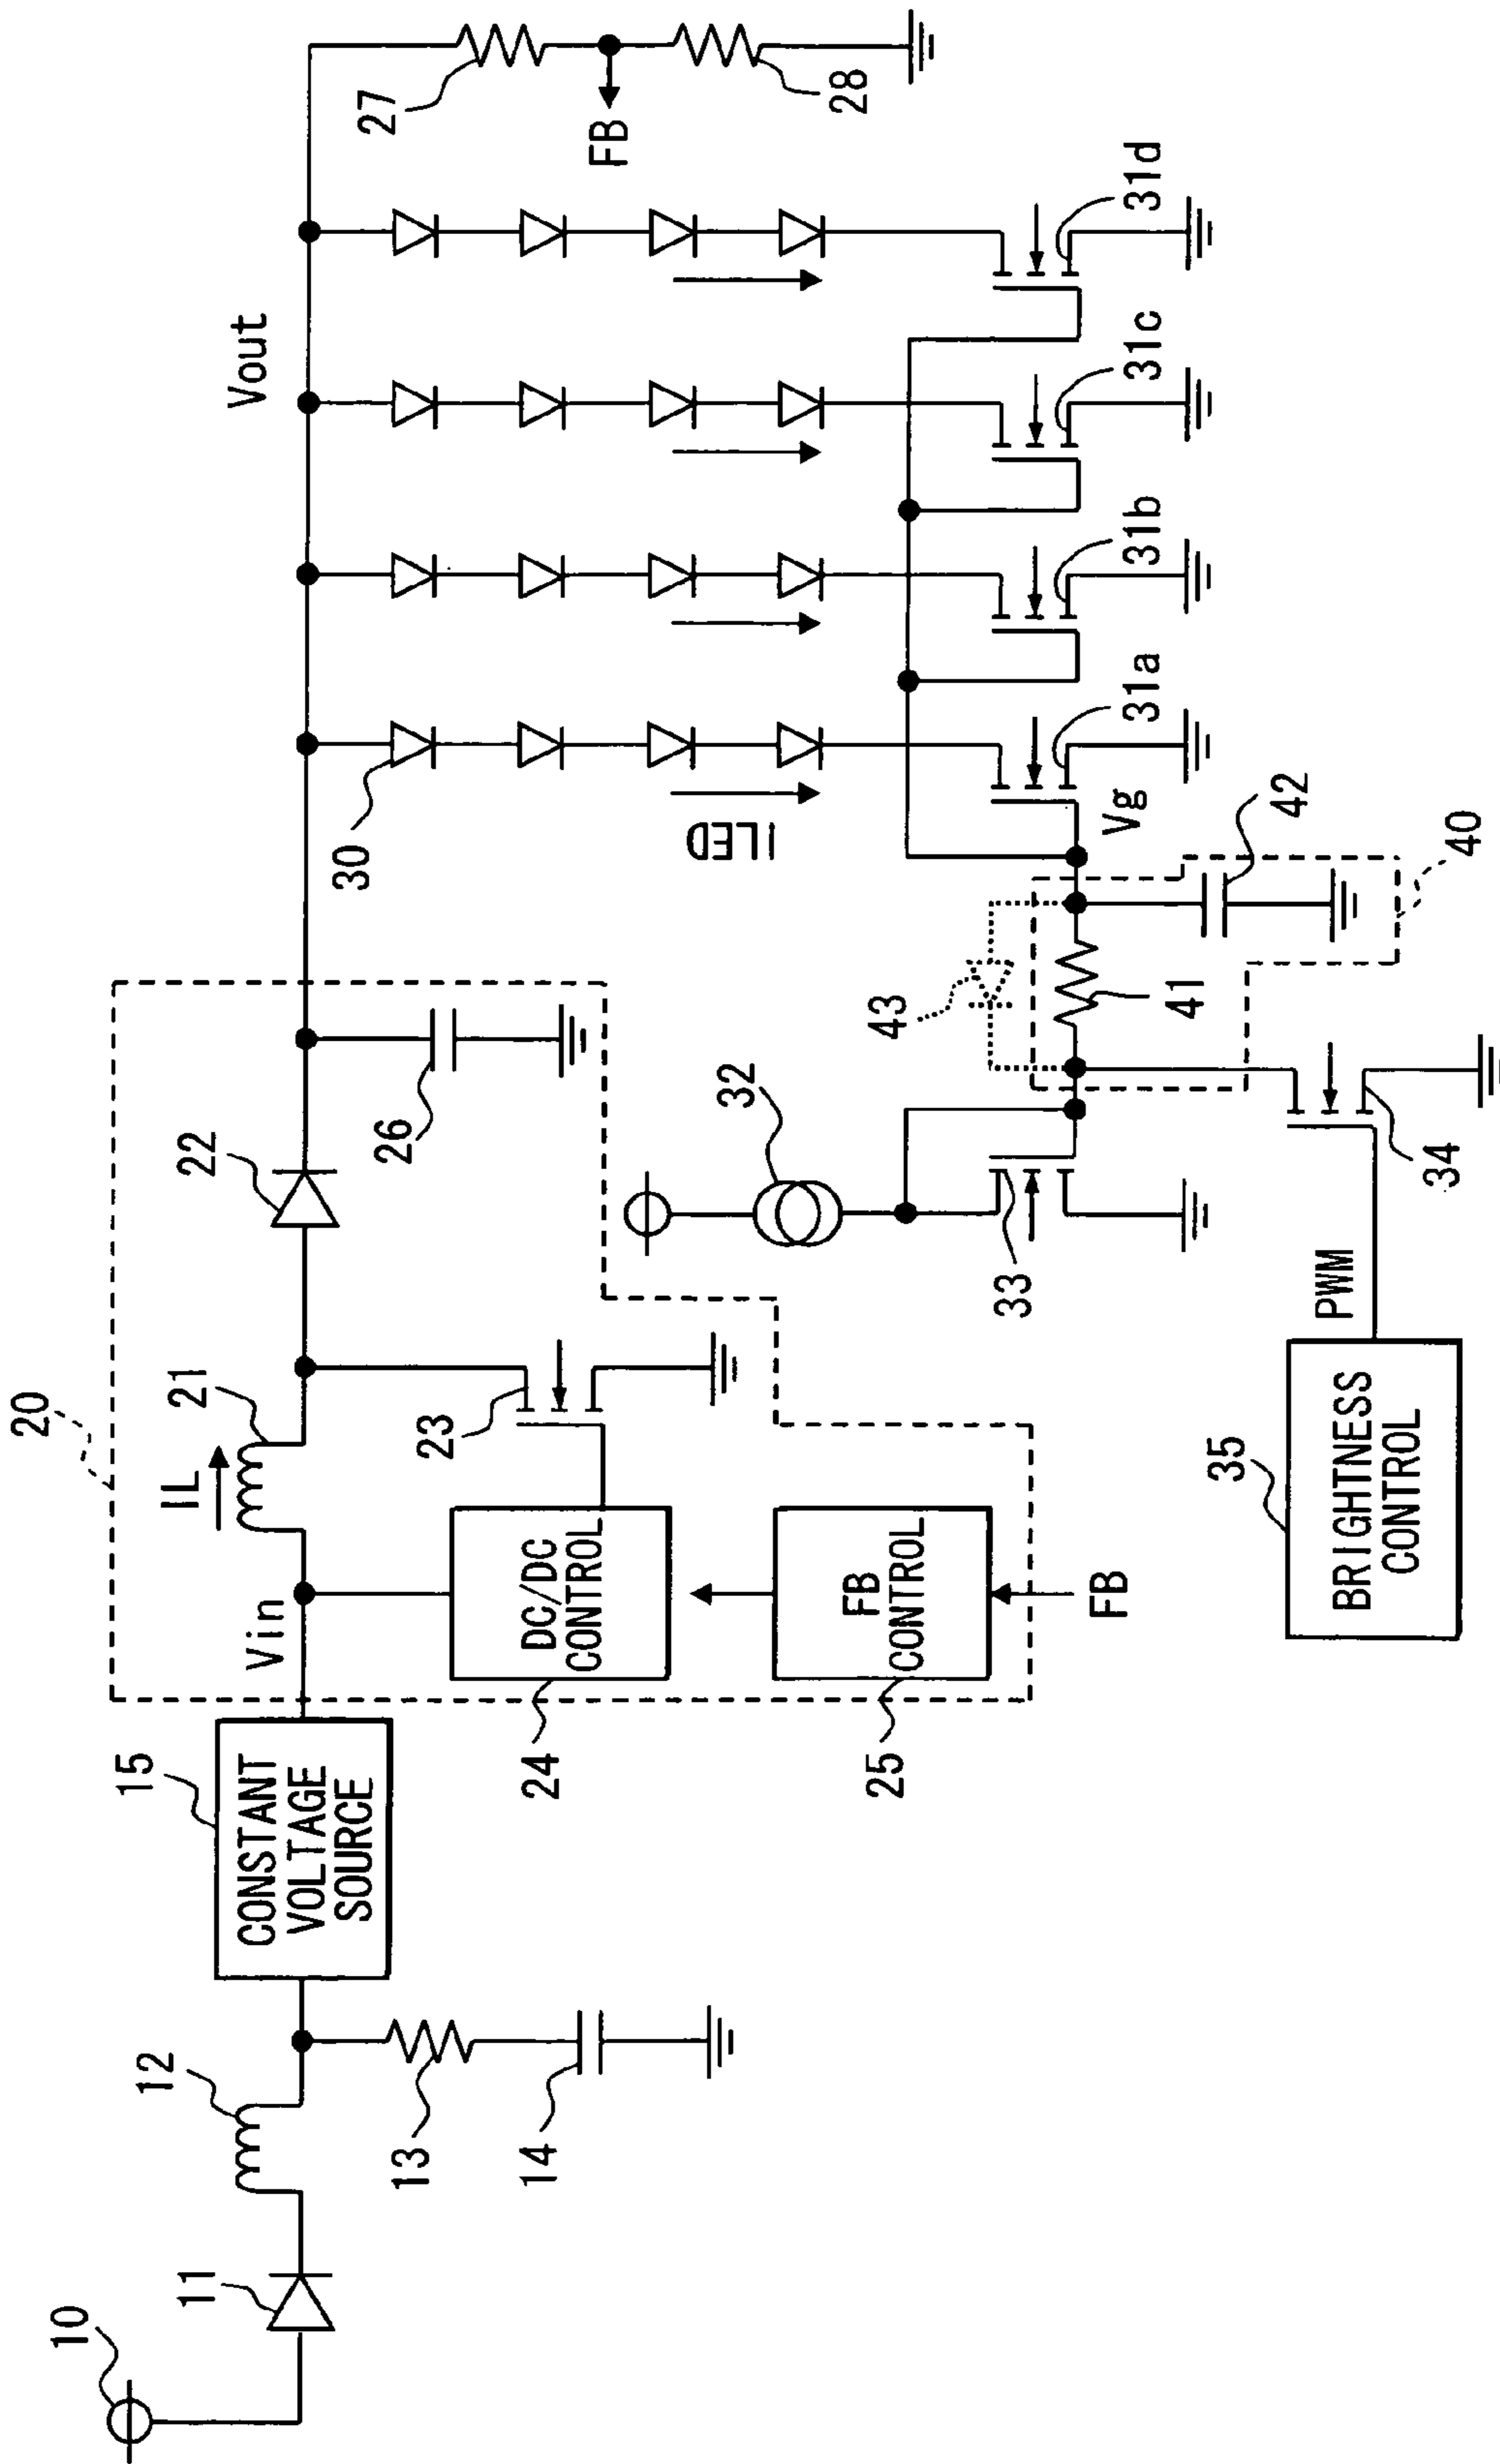 10
11
12
13
14
15
CONSTANT
VOLTAGE
SOURCE
20
Vin
IL
21
22
23
24
DC/DC
CONTROL
25
FB
CONTROL
FB
26
Vout
27
FB
28
30
ILED
31a
31b
31c
31d
32
33
34
35
BRIGHTNESS
CONTROL
PWM
Vg
40
41
42
43